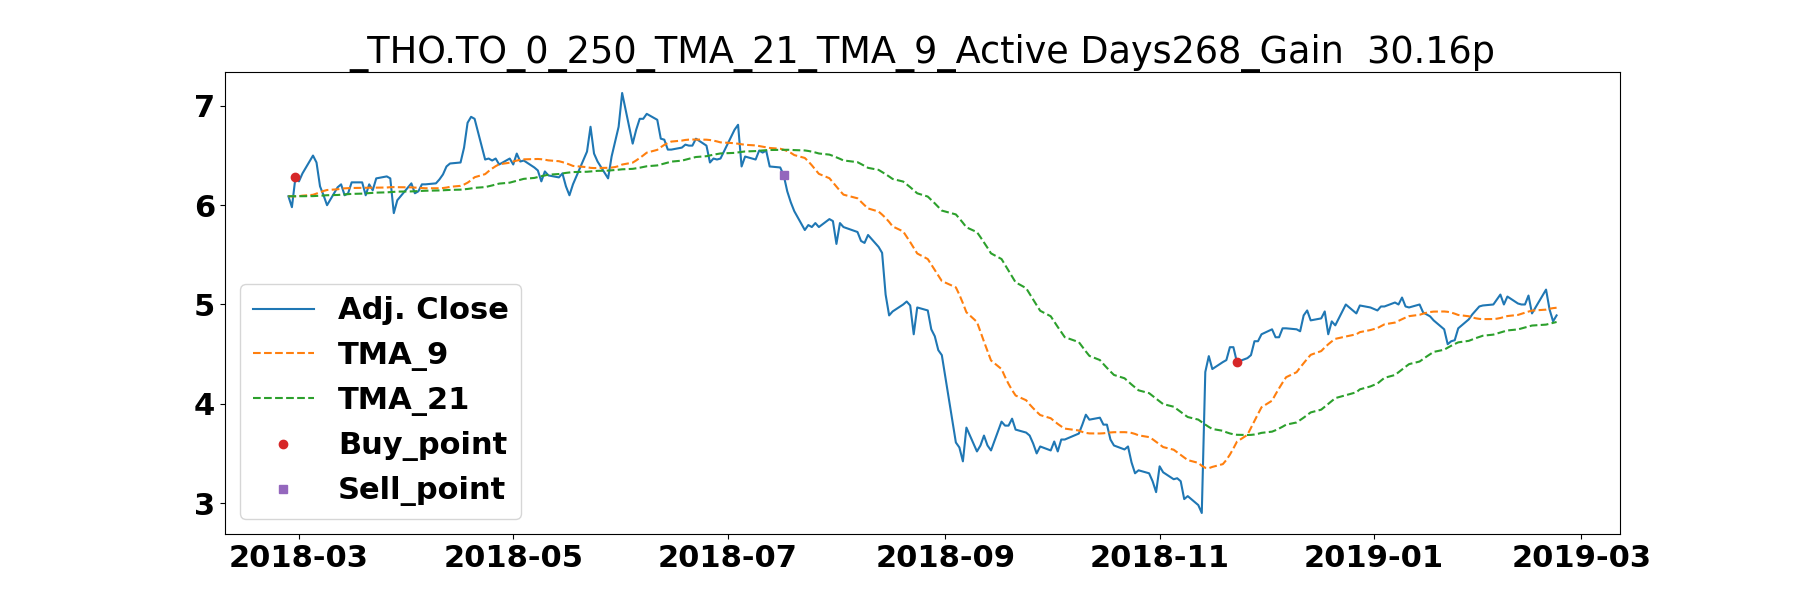 _THO.TO_0_250_TMA_21_TMA_9_Active Days268_Gain  30.16p
7
6
5
4
3
Adj. Close
TMA_9
TMA_21
Buy_point
Sell_point
2018-03 2018-05 2018-07 2018-09 2018-11 2019-01 2019-03